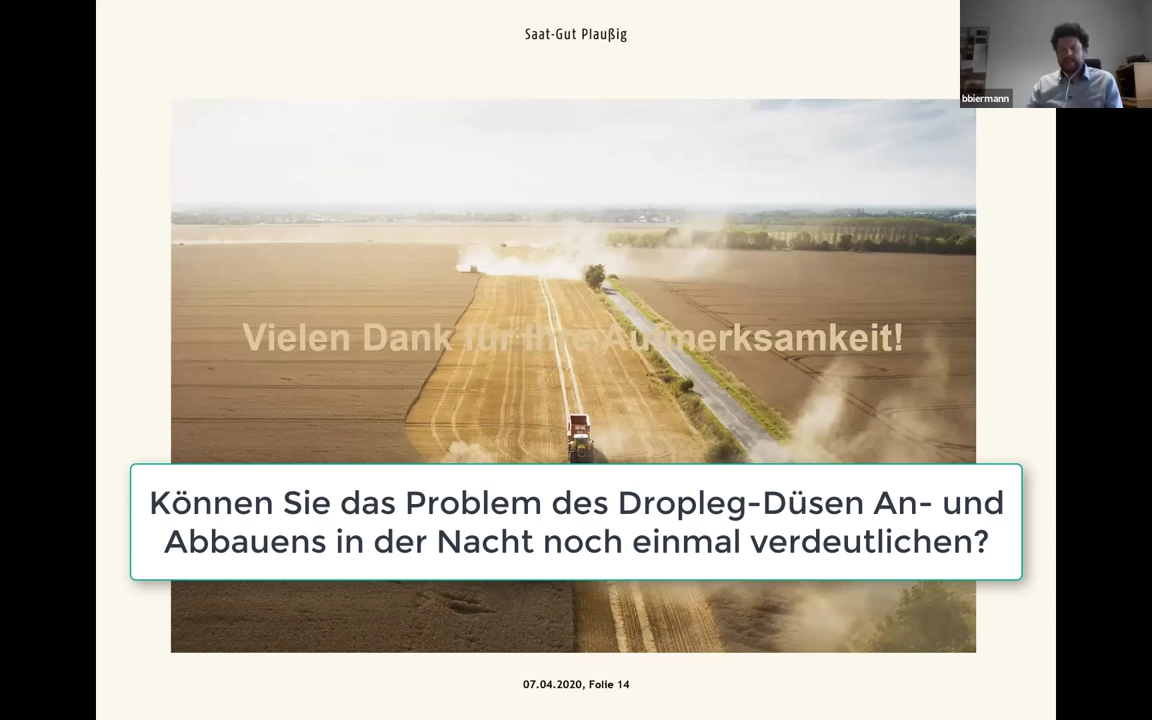 Saat-Gut Plaußig
bbiermann
Vielen Dank für Ihre Aufmerksamkeit!
Können Sie das Problem des Dropleg-Düsen An- und
Abbauens in der Nacht noch einmal verdeutlichen?
07.04.2020, Folie 14